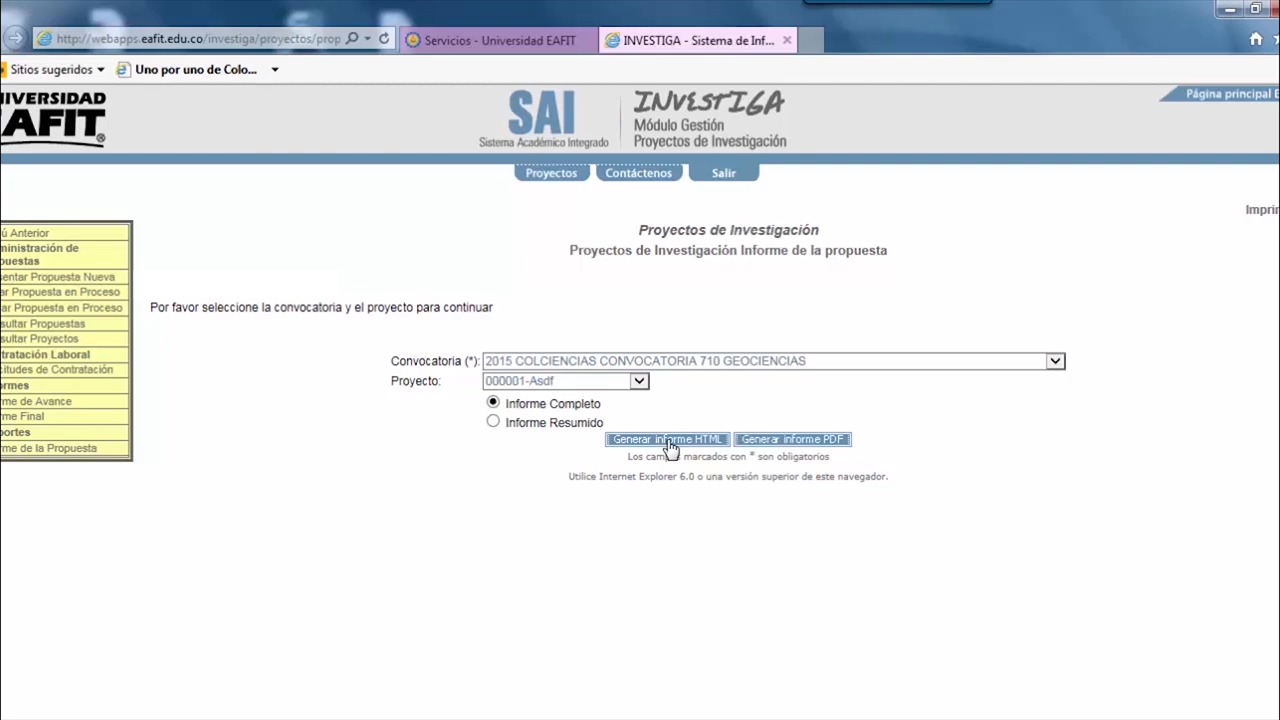 http://webapps.eafit.edu.co/investiga/proyectos/prop
Servicios - Universidad EAFIT
INVESTIGA - Sistema de Inf...
Sitios sugeridos
Uno por uno de Colo...
NIVERSIDAD
EAFIT®
SAI
Sistema Académico Integrado
INVESTIGA
Módulo Gestión
Proyectos de Investigación
Página principal E
Proyectos
Contáctenos
Salir
Imprim
ú Anterior
ministración de
puestas
sentar Propuesta Nueva
ar Propuesta en Proceso
rar Propuesta en Proceso
sultar Propuestas
sultar Proyectos
tratación Laboral
citudes de Contratación
ormes
rme de Avance
rme Final
portes
rme de la Propuesta
Proyectos de Investigación
Proyectos de Investigación Informe de la propuesta
Por favor seleccione la convocatoria y el proyecto para continuar
Convocatoria (*): 2015 COLCIENCIAS CONVOCATORIA 710 GEOCIENCIAS
Proyecto: 000001-Asdf
Informe Completo
Informe Resumido
Generar informe HTML Generar informe PDF
Los campos marcados con * son obligatorios
Utilice Internet Explorer 6.0 o una versión superior de este navegador.